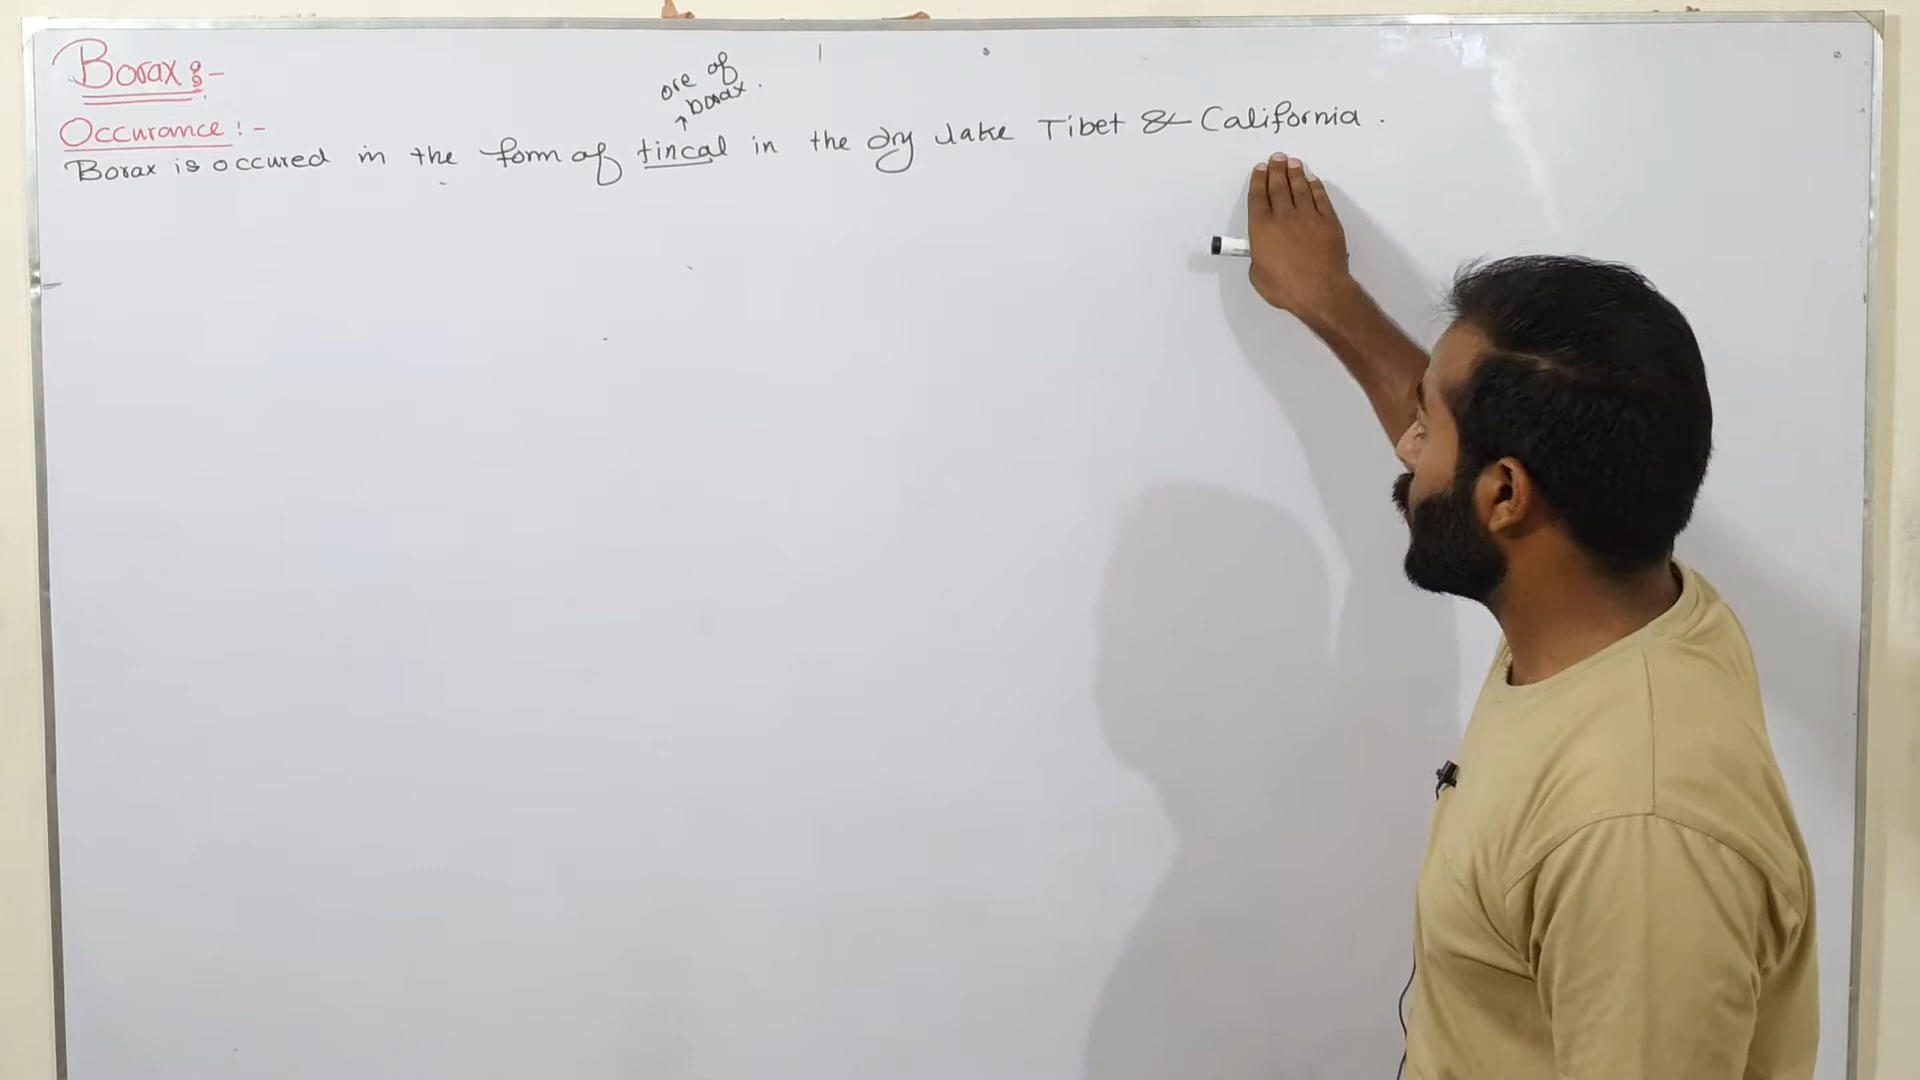 Borax :-
ore of
borax.
↑
Occurance :-
Borax is occured in the form of tincal in the dry lake Tibet & California.